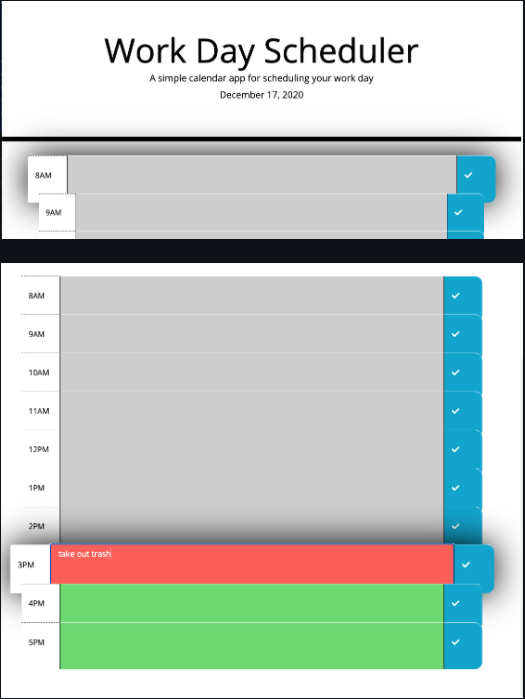 Work Day Scheduler
A simple calendar app for scheduling your work day
December 17, 2020
8AM
9AM
8AM
9AM
10AM
11AM
12PM
1PM
2PM
3PM take out trash
4PM
5PM